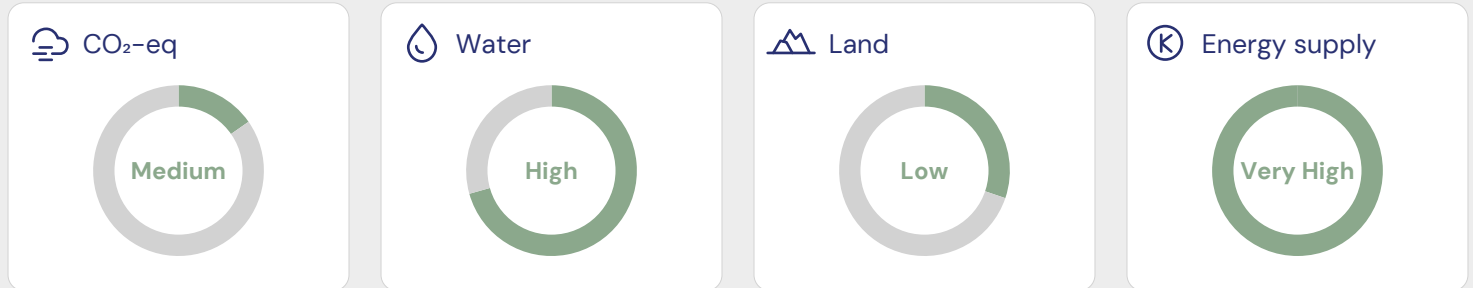 CO₂-eq
Medium
Water
High
Land
Low
Energy supply
Very High